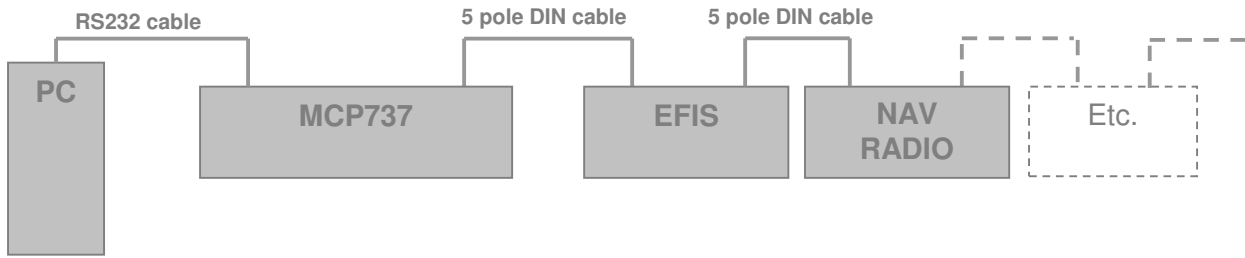 RS232 cable
5 pole DIN cable
5 pole DIN cable
PC
MCP737
EFIS
NAV
RADIO
Etc.